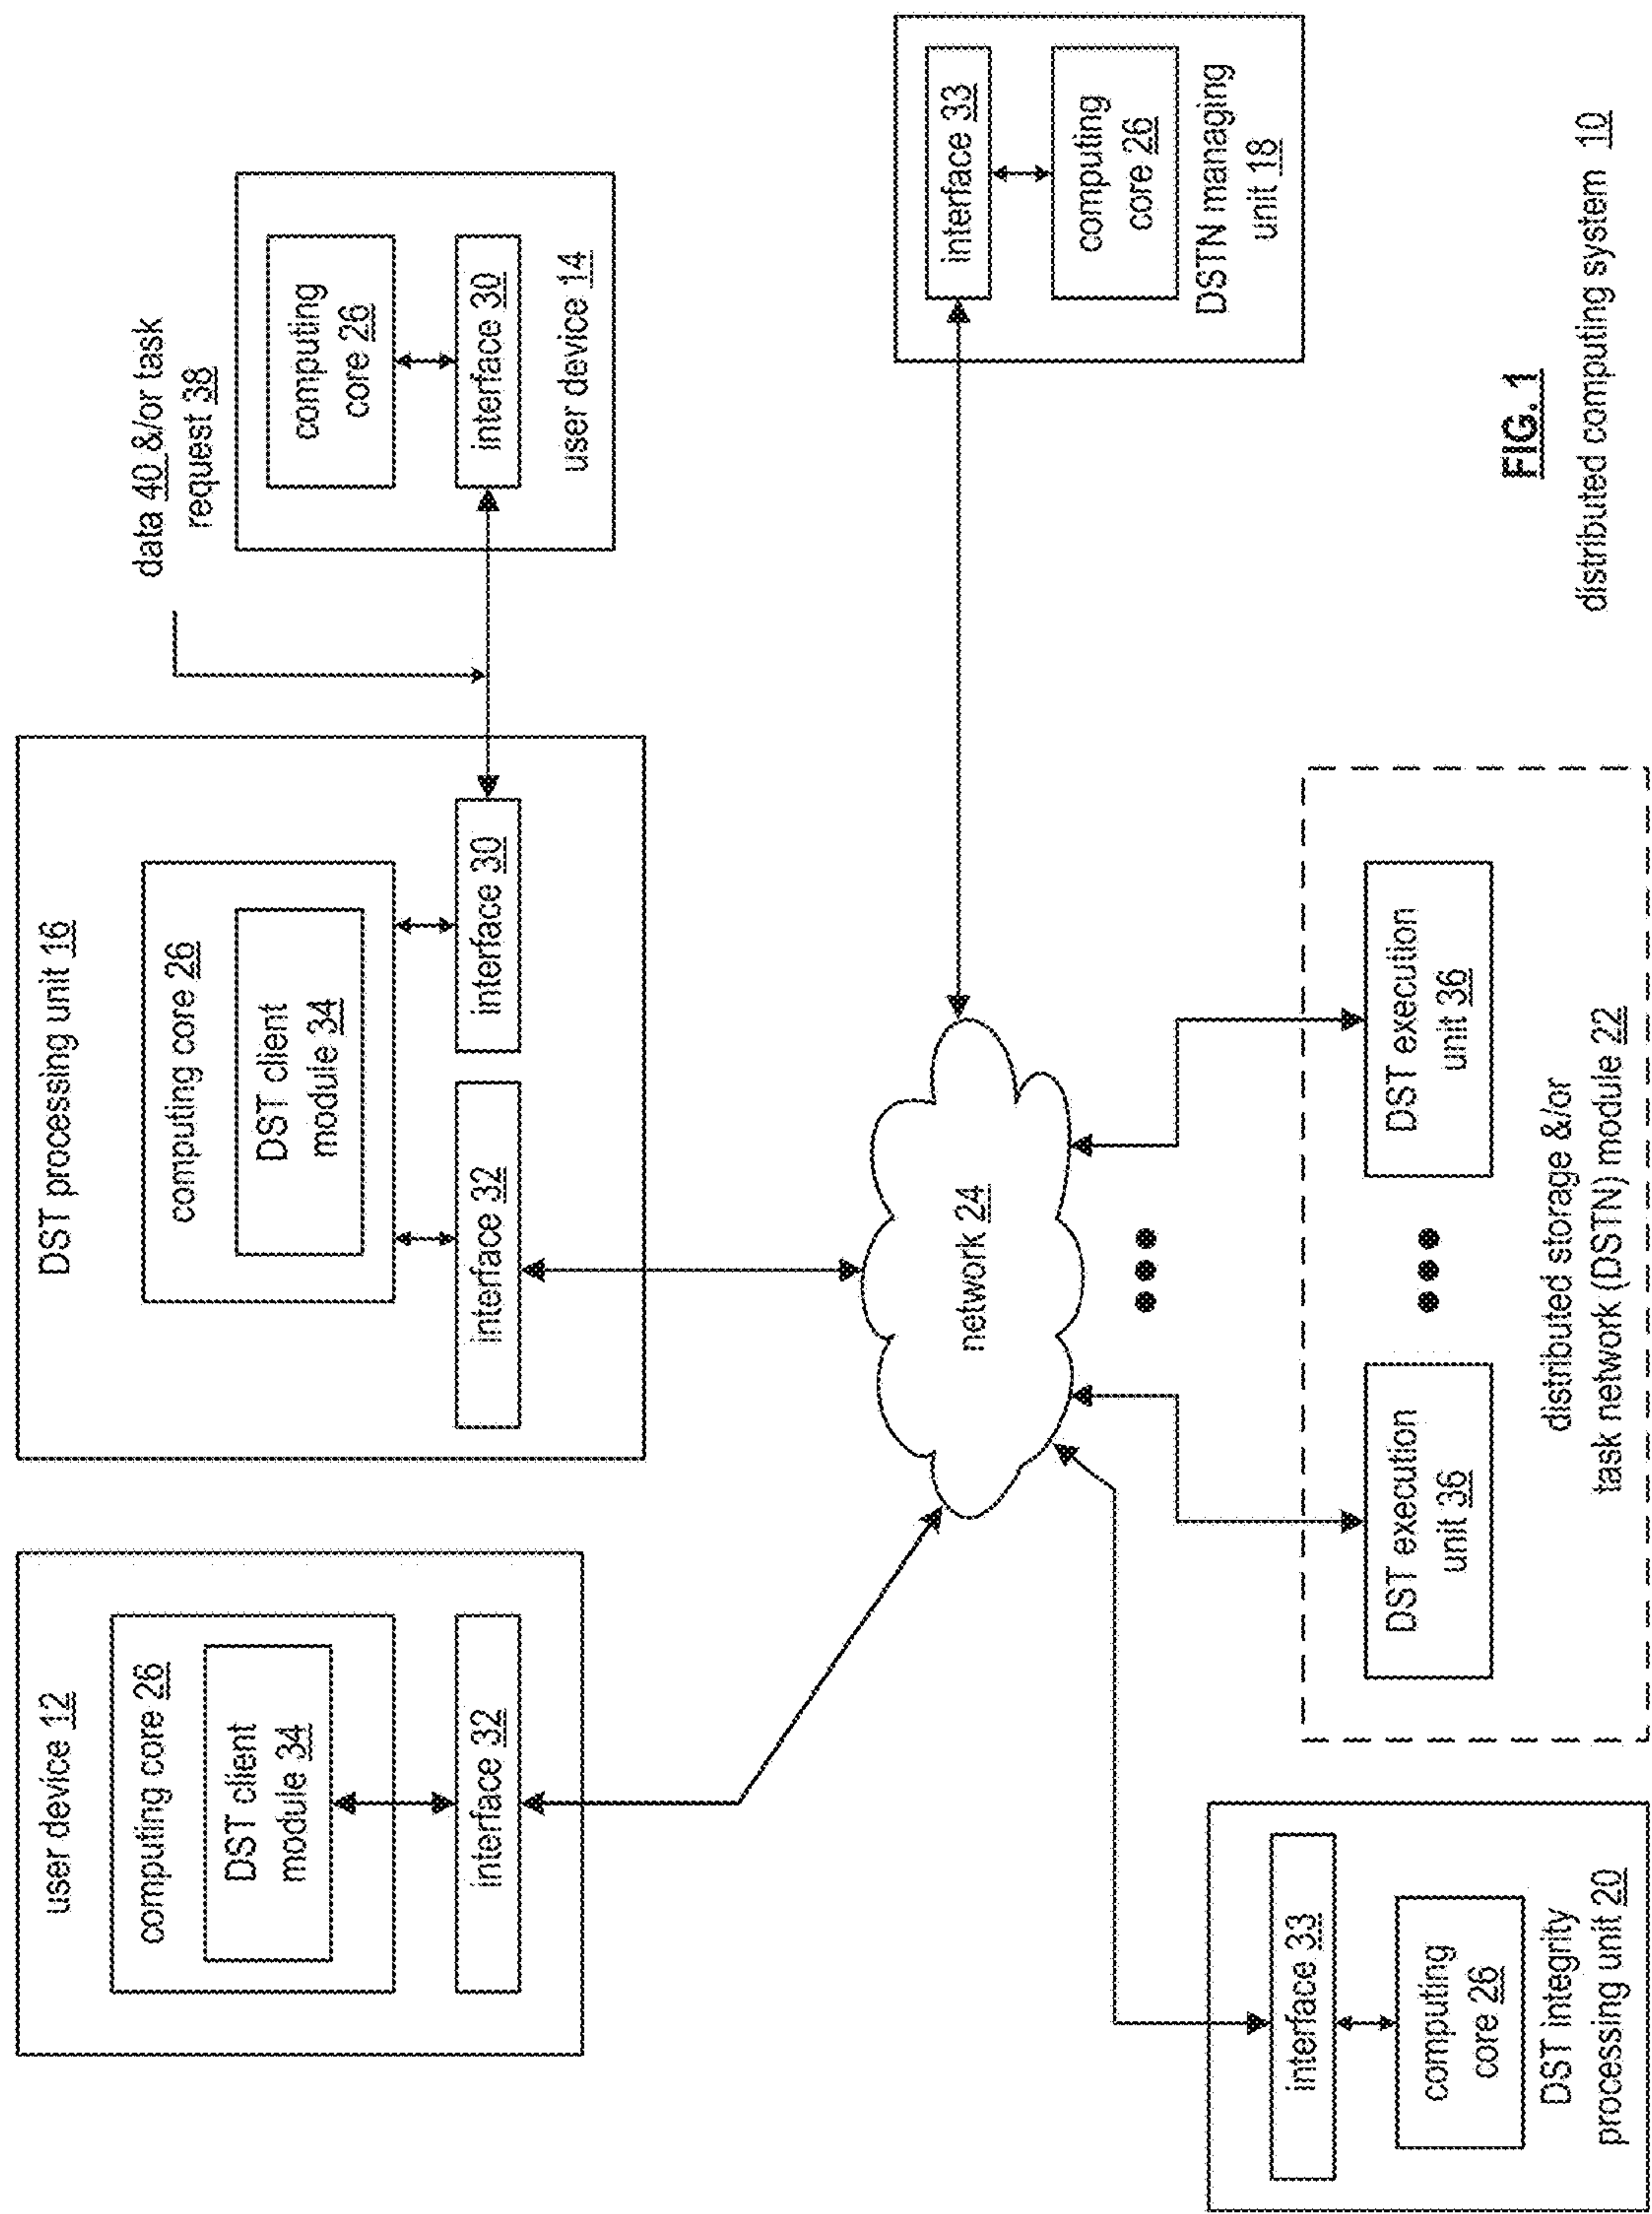 user device 12
computing core 26
DST client
module 34
interface 32
DST processing unit 16
computing core 26
DST client
module 34
interface 32
interface 30
data 40 &/or task
request 38
computing
core 26
interface 30
user device 14
network 24
interface 33
computing
core 26
DSTN managing
unit 18
interface 33
computing
core 26
DST integrity
processing unit 20
DST execution
unit 36
DST execution
unit 36
distributed storage &/or
task network (DSTN) module 22
FIG. 1
distributed computing system 10